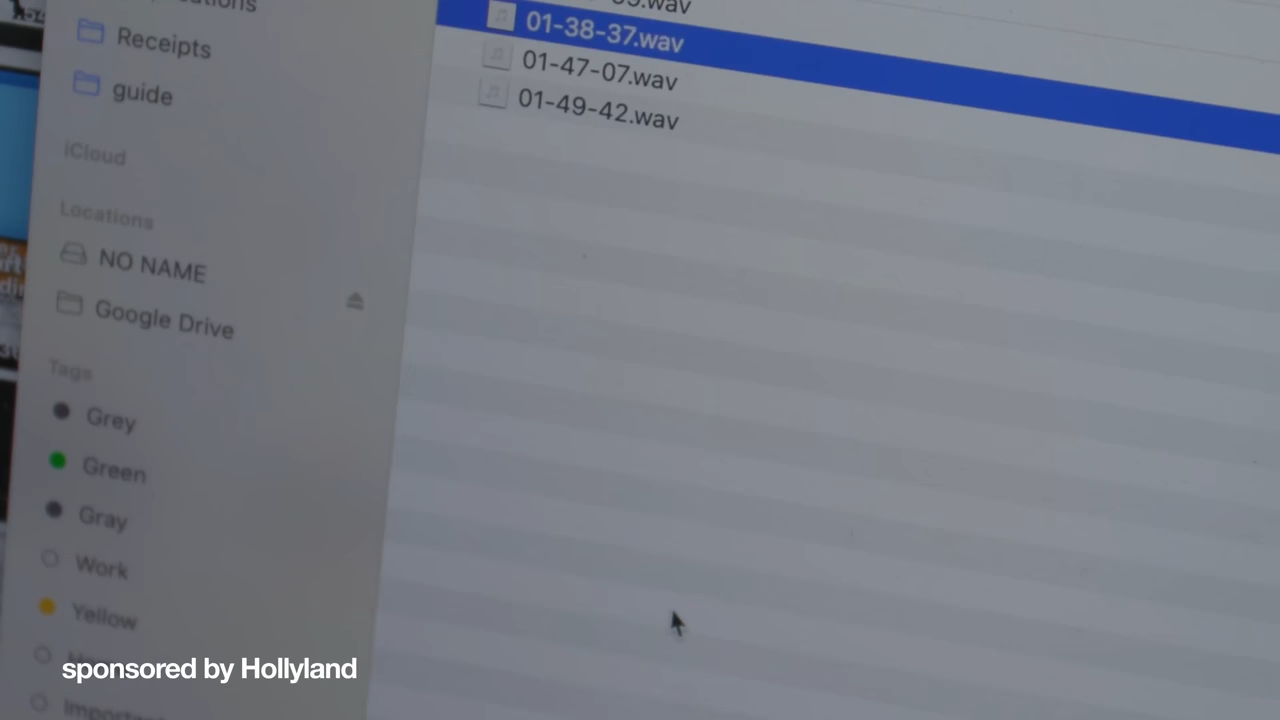 01-38-37.wav
01-47-07.wav
01-49-42.wav
Receipts
guide
iCloud
Locations
NO NAME
Google Drive
Tags
Grey
Green
Gray
Work
Yellow
sponsored by Hollyland